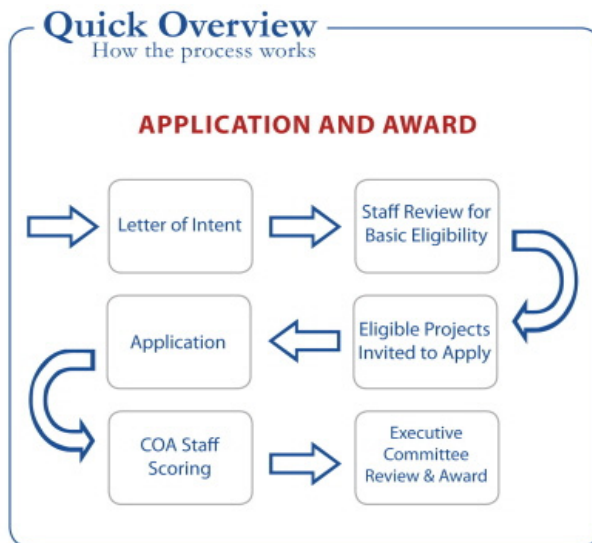 Quick Overview
How the process works
APPLICATION AND AWARD
Letter of Intent
Staff Review for
Basic Eligibility
Eligible Projects
Invited to Apply
Application
COA Staff
Scoring
Executive
Committee
Review & Award